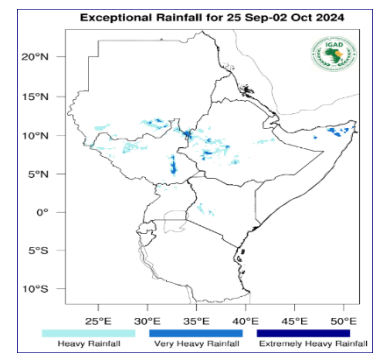 Exceptional Rainfall for 25 Sep-02 Oct 2024
IGAD
20°N
15°N
10°N
5°N
0°
5°S
10°S
25°E 30°E 35°E 40°E 45°E 50°E
Heavy Rainfall Very Heavy Rainfall Extremely Heavy Rainfall